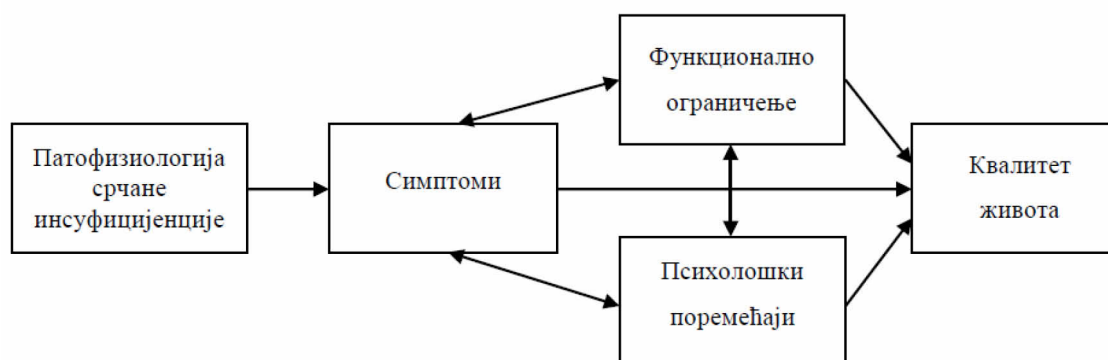 Патофизиологија
срчане
инсуфицијенције
Симптоми
Функционално
ограничење
Психолошки
поремећаји
Квалитет
живота